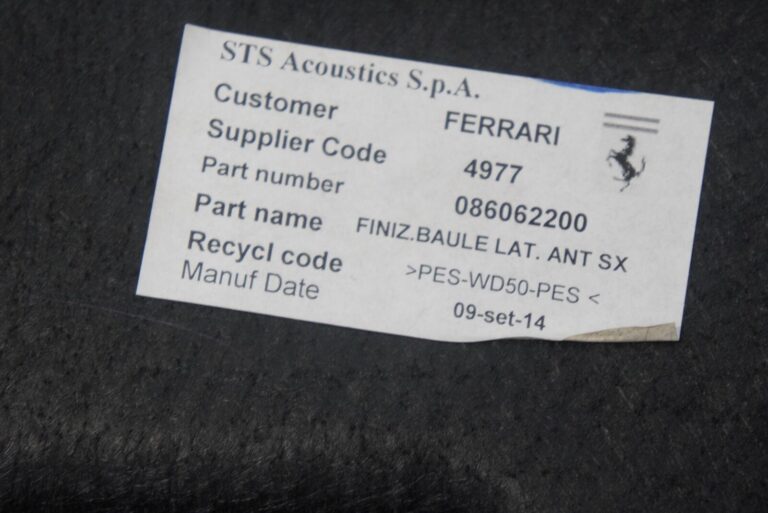 STS Acoustics S.p.A.
Customer FERRARI
Supplier Code 4977
Part number 086062200
Part name FINIZ.BAULE LAT. ANT SX
Recycl code >PES-WD50-PES <
Manuf Date 09-set-14